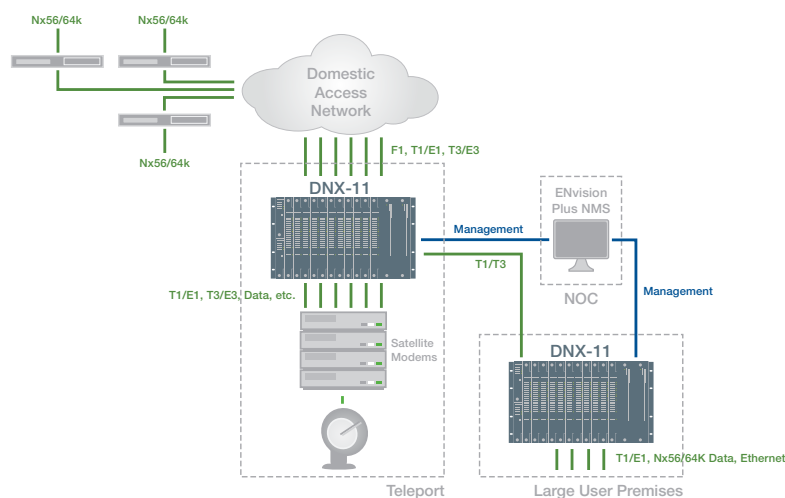 Nx56/64k
Nx56/64k
Nx56/64k
Domestic
Access
Network
F1, T1/E1, T3/E3
DNX-11
Management
T1/T3
ENvision
Plus NMS
NOC
Management
T1/E1, T3/E3, Data, etc.
Satellite
Modems
Teleport
DNX-11
T1/E1, Nx56/64K Data, Ethernet
Large User Premises